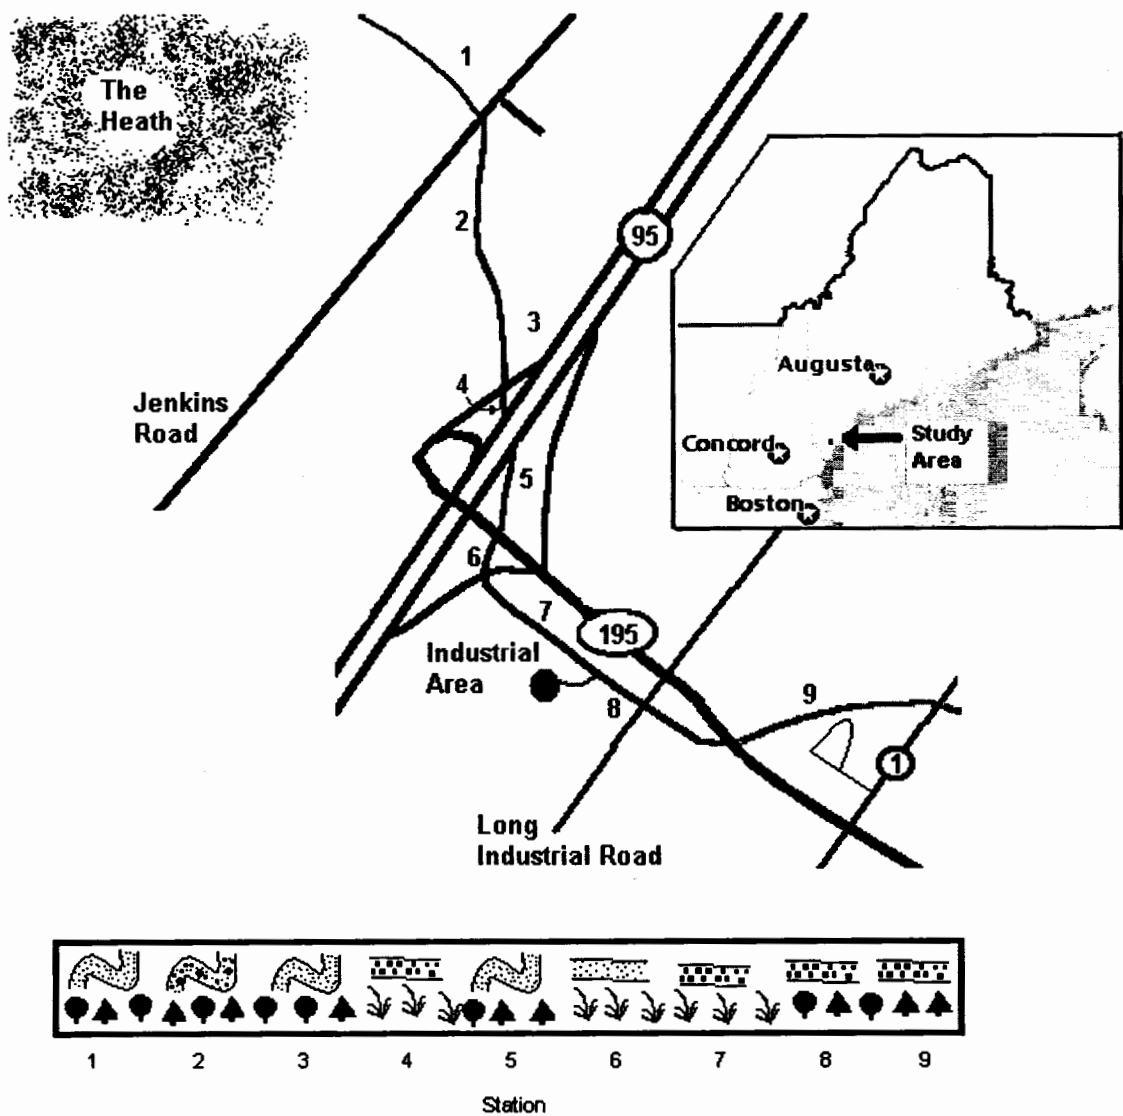 The
Heath
1
2
95
3
4
Jenkins
Road
5
6
7
195
Industrial
Area
8
9
1
Long
Industrial Road
Augusta
Concord
Study
Area
Boston
1 2 3 4 5 6 7 8 9
Station